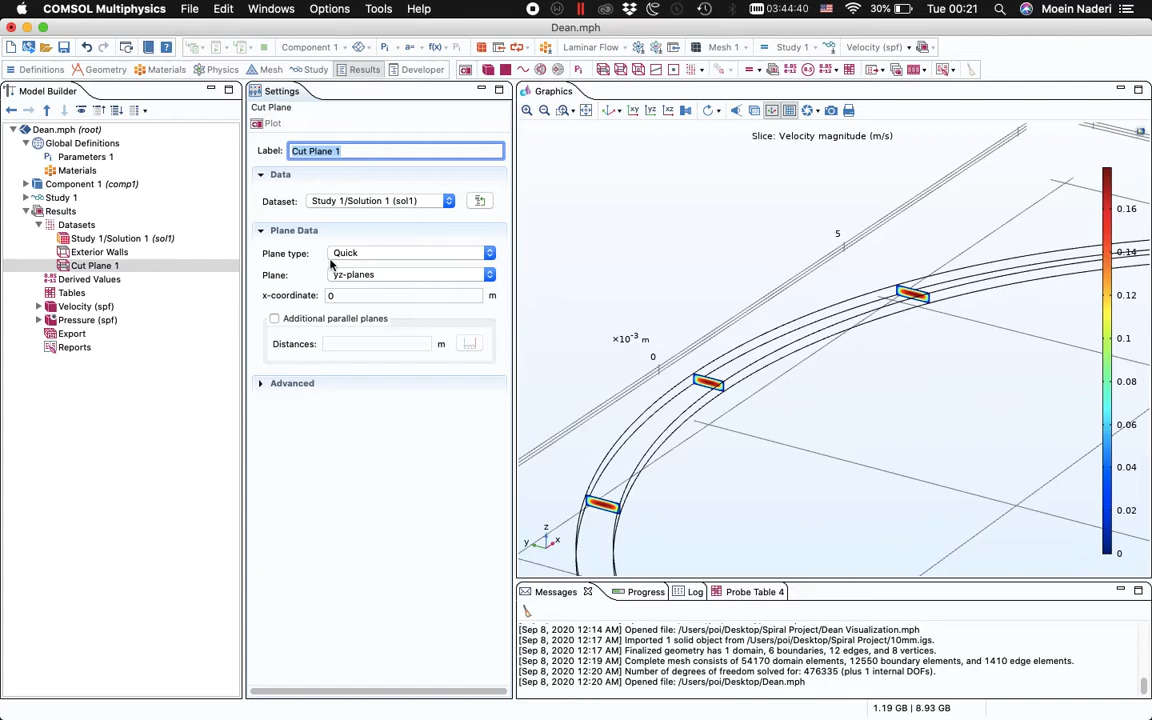 COMSOL Multiphysics File Edit Windows Options Tools Help 03:44:40 30% Tue 00:21 Moein Naderi
Dean.mph
Component 1 Pi a= f(x) Laminar Flow Mesh 1 Study 1 Velocity (spf)
Definitions Geometry Materials Physics Mesh Study Results Developer
Model Builder
Dean.mph (root)
Global Definitions
Parameters 1
Materials
Component 1 (comp1)
Study 1
Results
Datasets
Study 1/Solution 1 (sol1)
Exterior Walls
Cut Plane 1
Derived Values
Tables
Velocity (spf)
Pressure (spf)
Export
Reports
Settings
Cut Plane
Plot
Label: Cut Plane 1
Data
Dataset: Study 1/Solution 1 (sol1)
Plane Data
Plane type: Quick
Plane: yz-planes
x-coordinate: 0 m
Additional parallel planes
Distances: m
Advanced
Graphics
Slice: Velocity magnitude (m/s)
5
×10⁻³ m
0
0.16
0.14
0.12
0.1
0.08
0.06
0.04
0.02
0
z
y x
Messages Progress Log Probe Table 4
[Sep 8, 2020 12:14 AM] Opened file: /Users/poi/Desktop/Spiral Project/Dean Visualization.mph
[Sep 8, 2020 12:17 AM] Imported 1 solid object from /Users/poi/Desktop/Spiral Project/10mm.igs.
[Sep 8, 2020 12:17 AM] Finalized geometry has 1 domain, 6 boundaries, 12 edges, and 8 vertices.
[Sep 8, 2020 12:19 AM] Complete mesh consists of 54170 domain elements, 12550 boundary elements, and 1410 edge elements.
[Sep 8, 2020 12:20 AM] Number of degrees of freedom solved for: 476335 (plus 1 internal DOFs).
[Sep 8, 2020 12:20 AM] Opened file: /Users/poi/Desktop/Dean.mph
1.19 GB | 8.93 GB